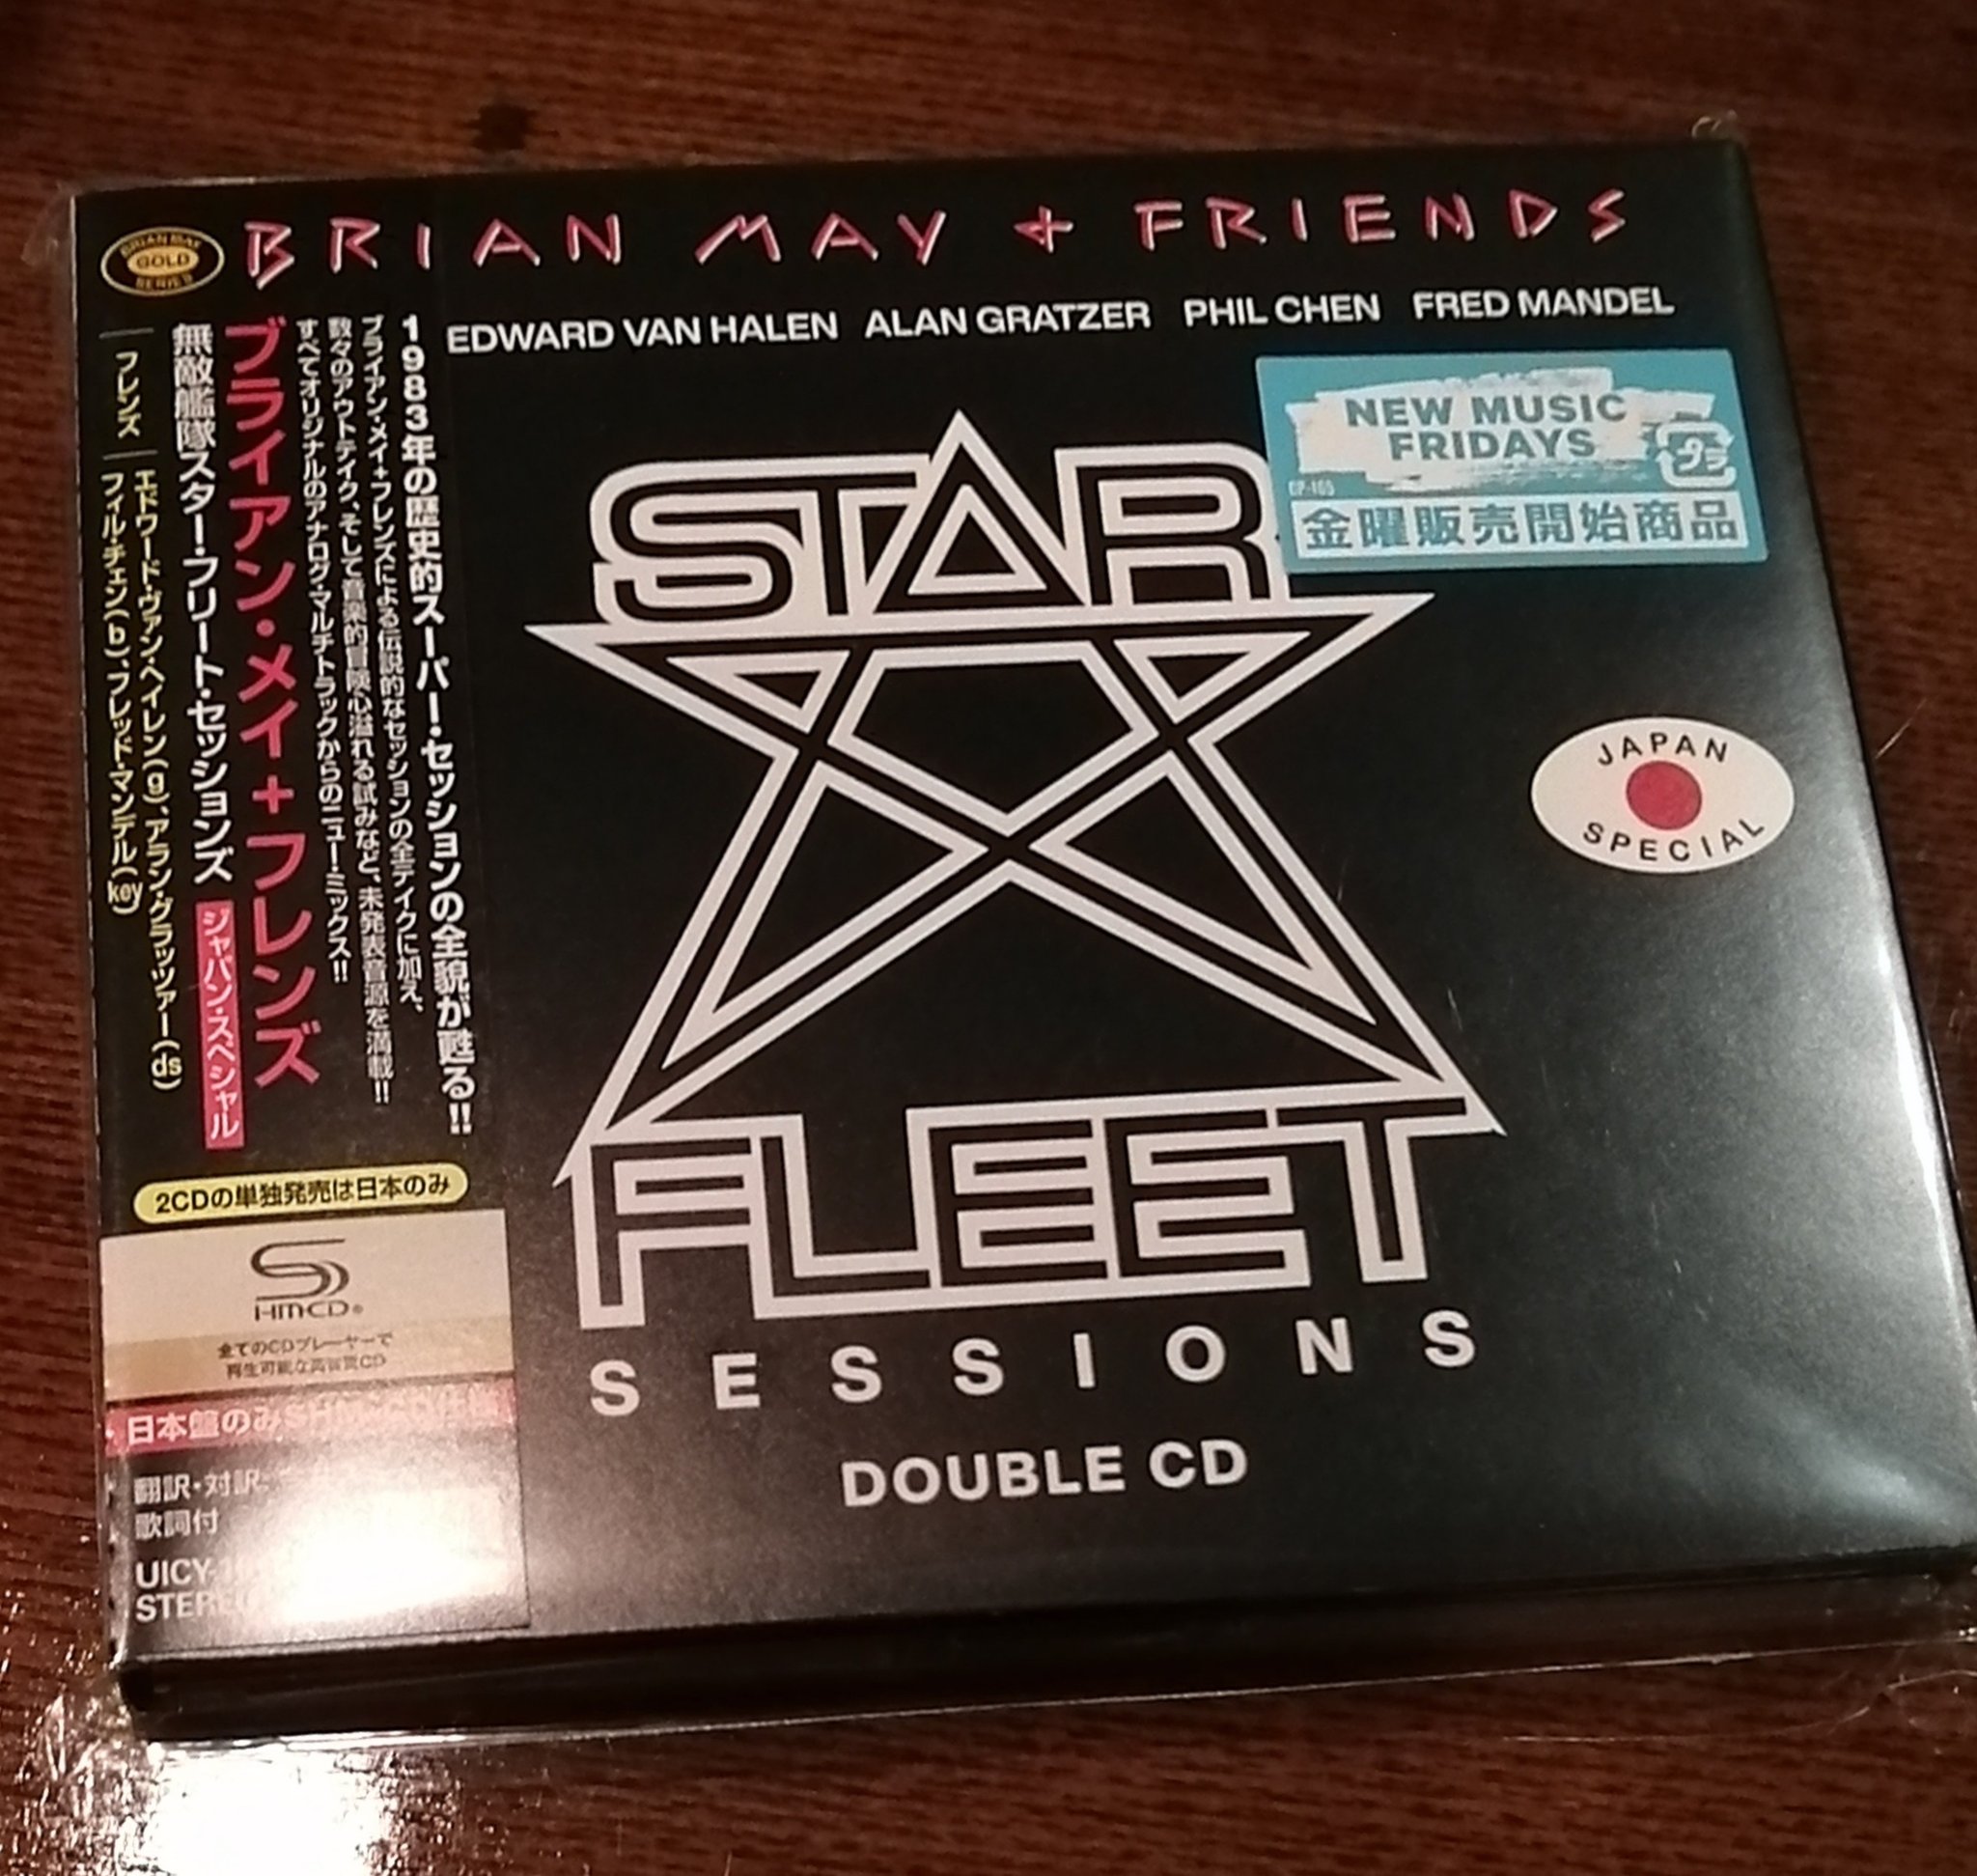 BRIAN MAY + FRIENDS
EDWARD VAN HALEN ALAN GRATZER PHIL CHEN FRED MANDEL
BRIAN MAY
GOLD
SERIES
NEW MUSIC
FRIDAYS
プラ
CP-165
金曜販売開始商品
STAR
FLEET
SESSIONS
DOUBLE CD
JAPAN
SPECIAL
1983年の歴史的スーパー・セッションの全貌が甦る!!
ブライアン・メイ+フレンズによる伝説的なセッションの全テイクに加え、
数々のアウトテイク、そして音楽的冒険心溢れる試みなど、未発表音源を満載!!
すべてオリジナルのアナログ・マルチトラックからのニュー・ミックス!!
ブライアン・メイ+フレンズ
無敵艦隊スター・フリート・セッションズ ジャパン・スペシャル
フレンズ
エドワード・ヴァン・ヘイレン(g)、アラン・グラッツァー(ds)
フィル・チェン(b)、フレッド・マンデル(key)
2CDの単独発売は日本のみ
SHM-CD®
全てのCDプレーヤーで
再生可能な高音質CD
日本盤のみSHM-CD
翻訳・対訳
歌詞付
UICY
STEREO